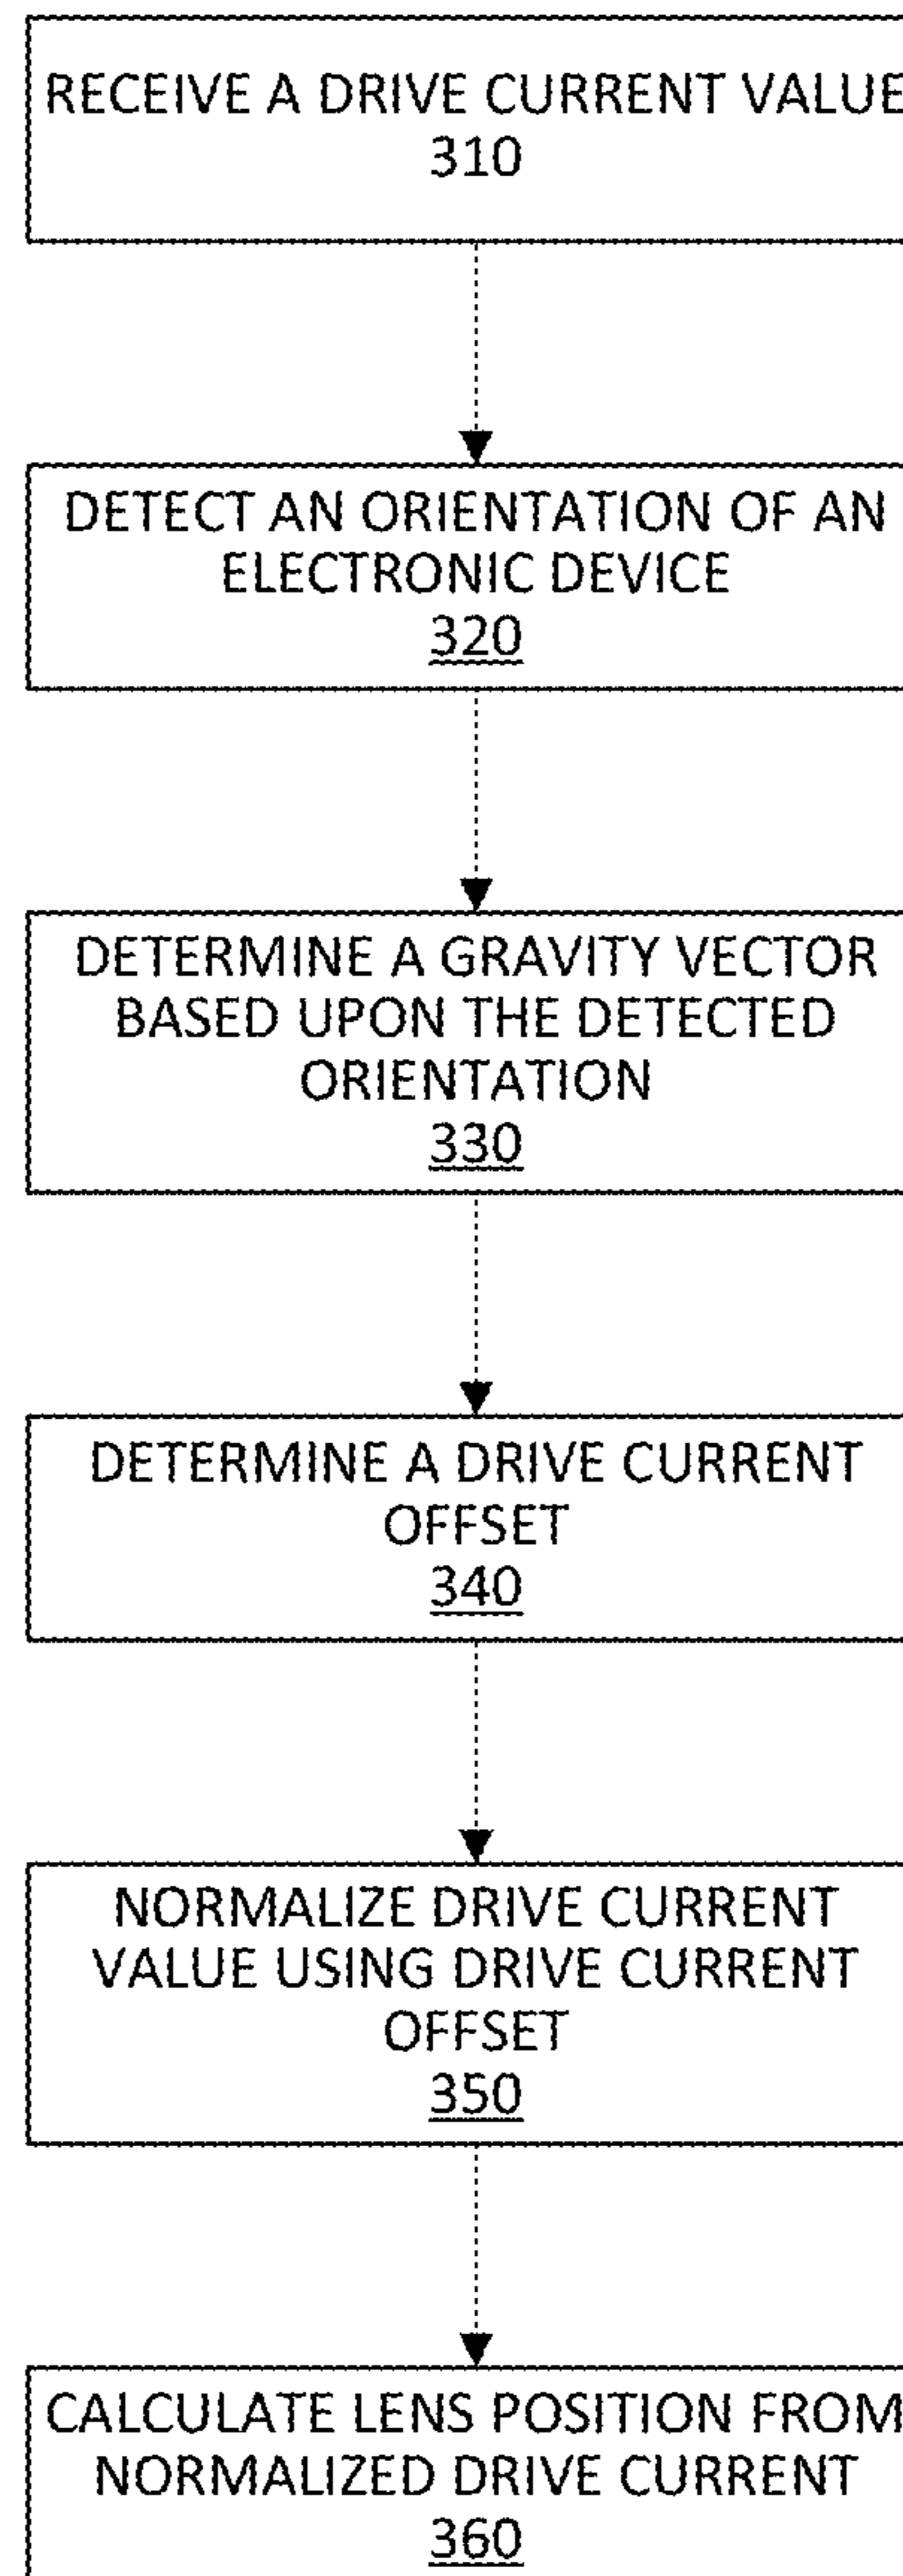 RECEIVE A DRIVE CURRENT VALUE
310
DETECT AN ORIENTATION OF AN
ELECTRONIC DEVICE
320
DETERMINE A GRAVITY VECTOR
BASED UPON THE DETECTED
ORIENTATION
330
DETERMINE A DRIVE CURRENT
OFFSET
340
NORMALIZE DRIVE CURRENT
VALUE USING DRIVE CURRENT
OFFSET
350
CALCULATE LENS POSITION FROM
NORMALIZED DRIVE CURRENT
360